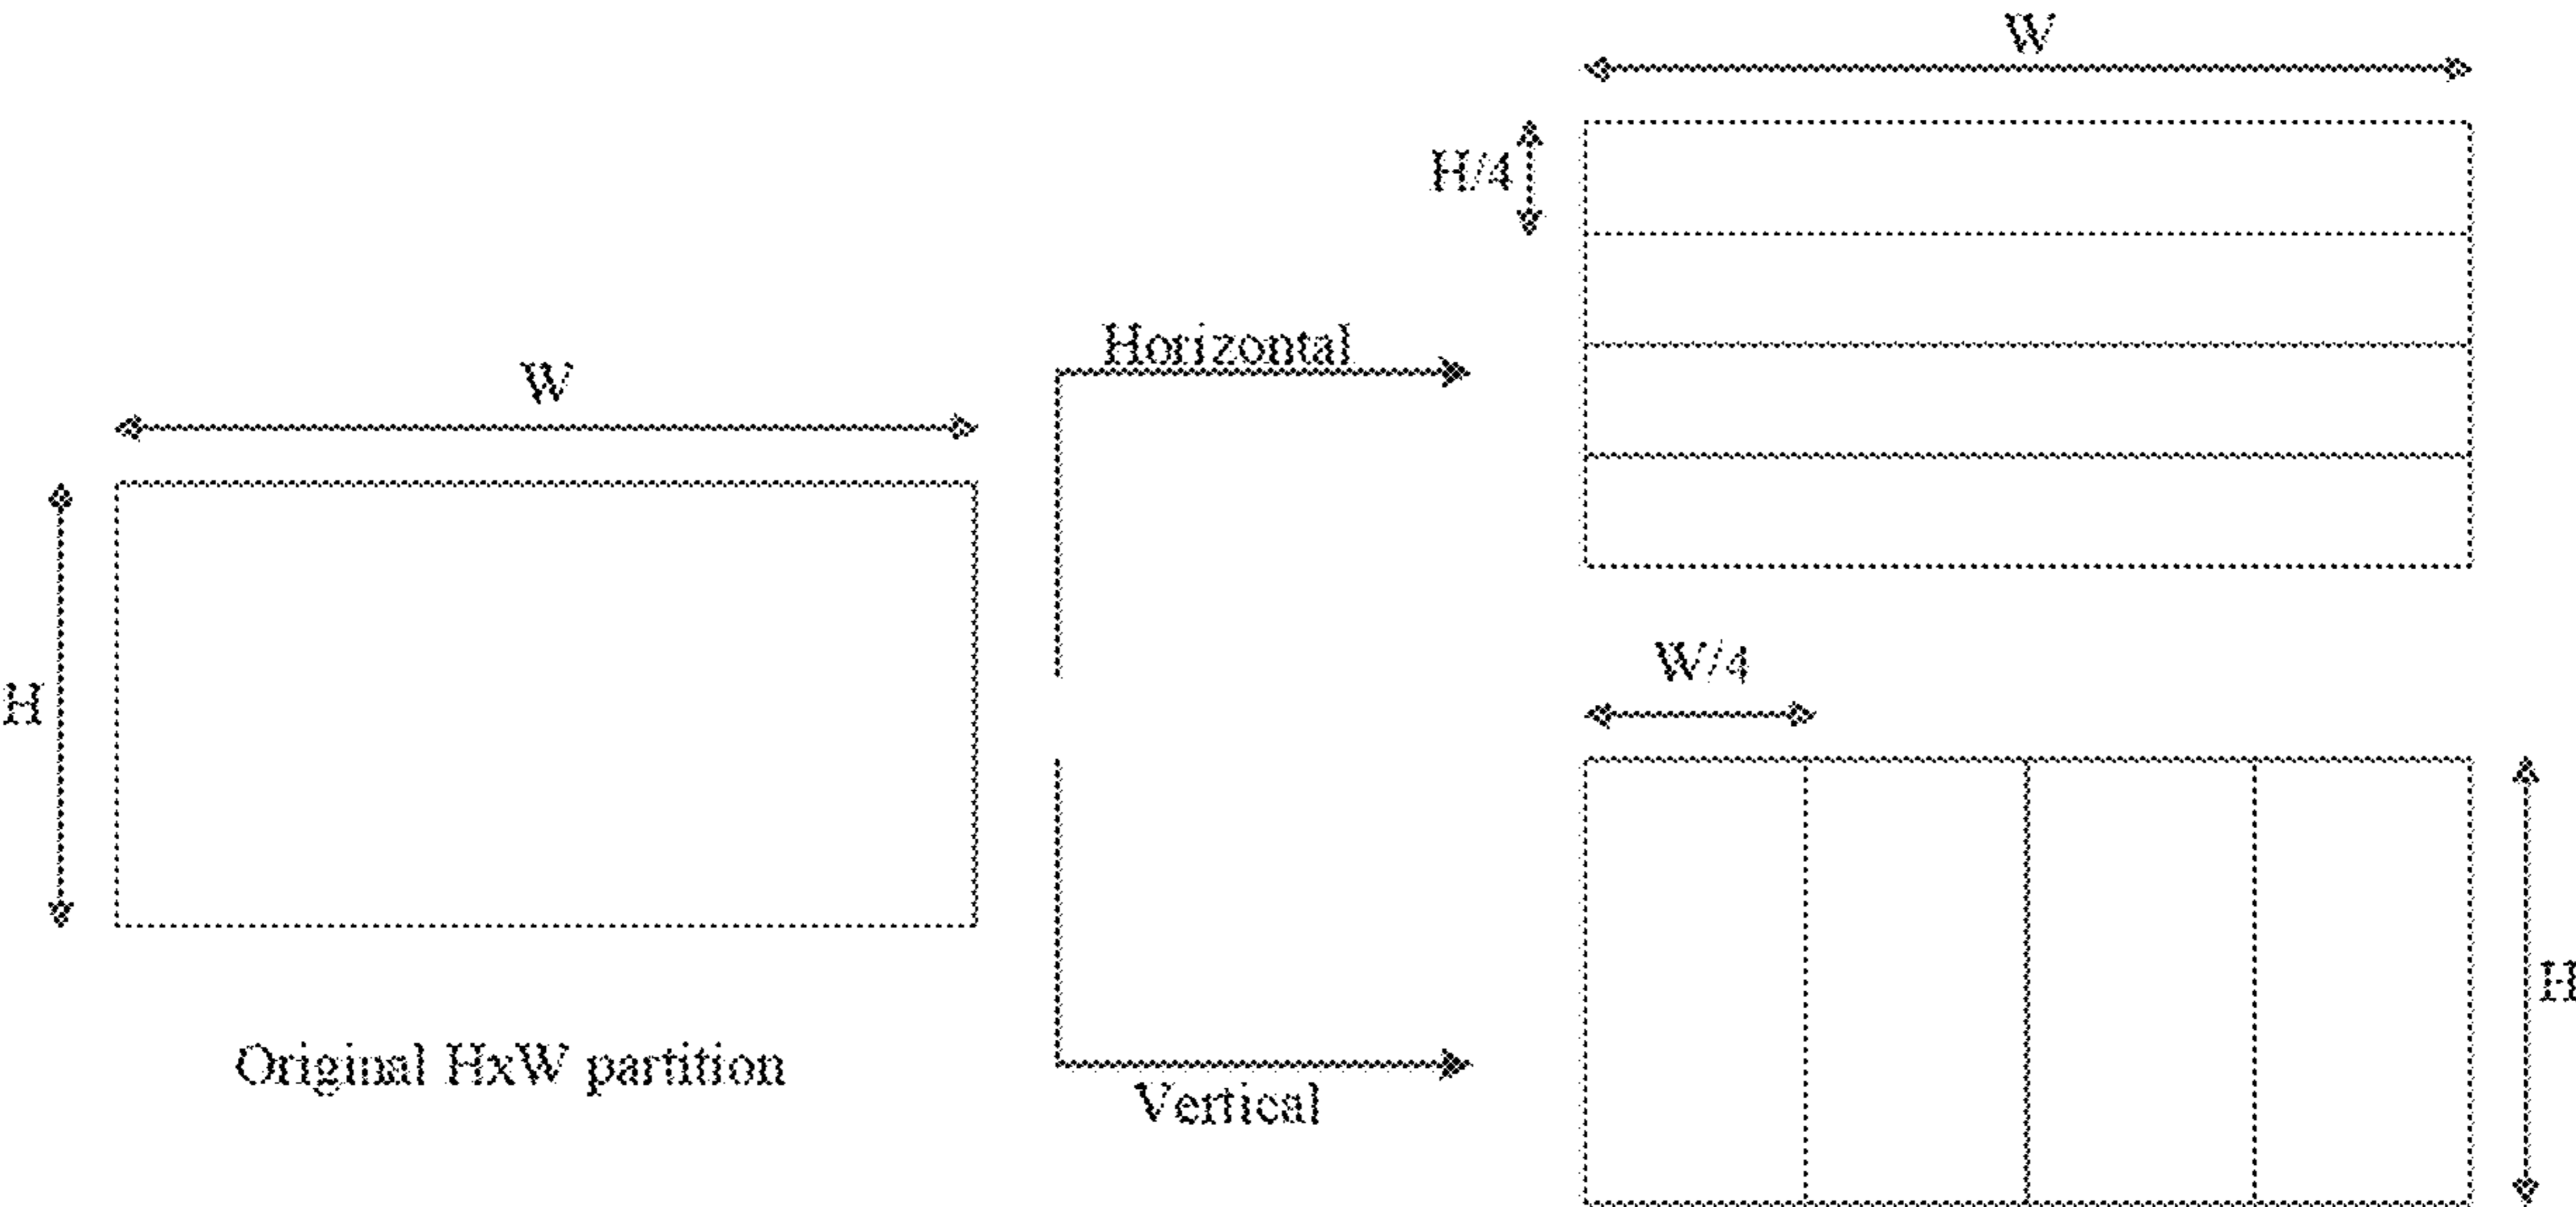 W
H/4
Horizontal
W
H
W/4
H
Original HxW partition
Vertical